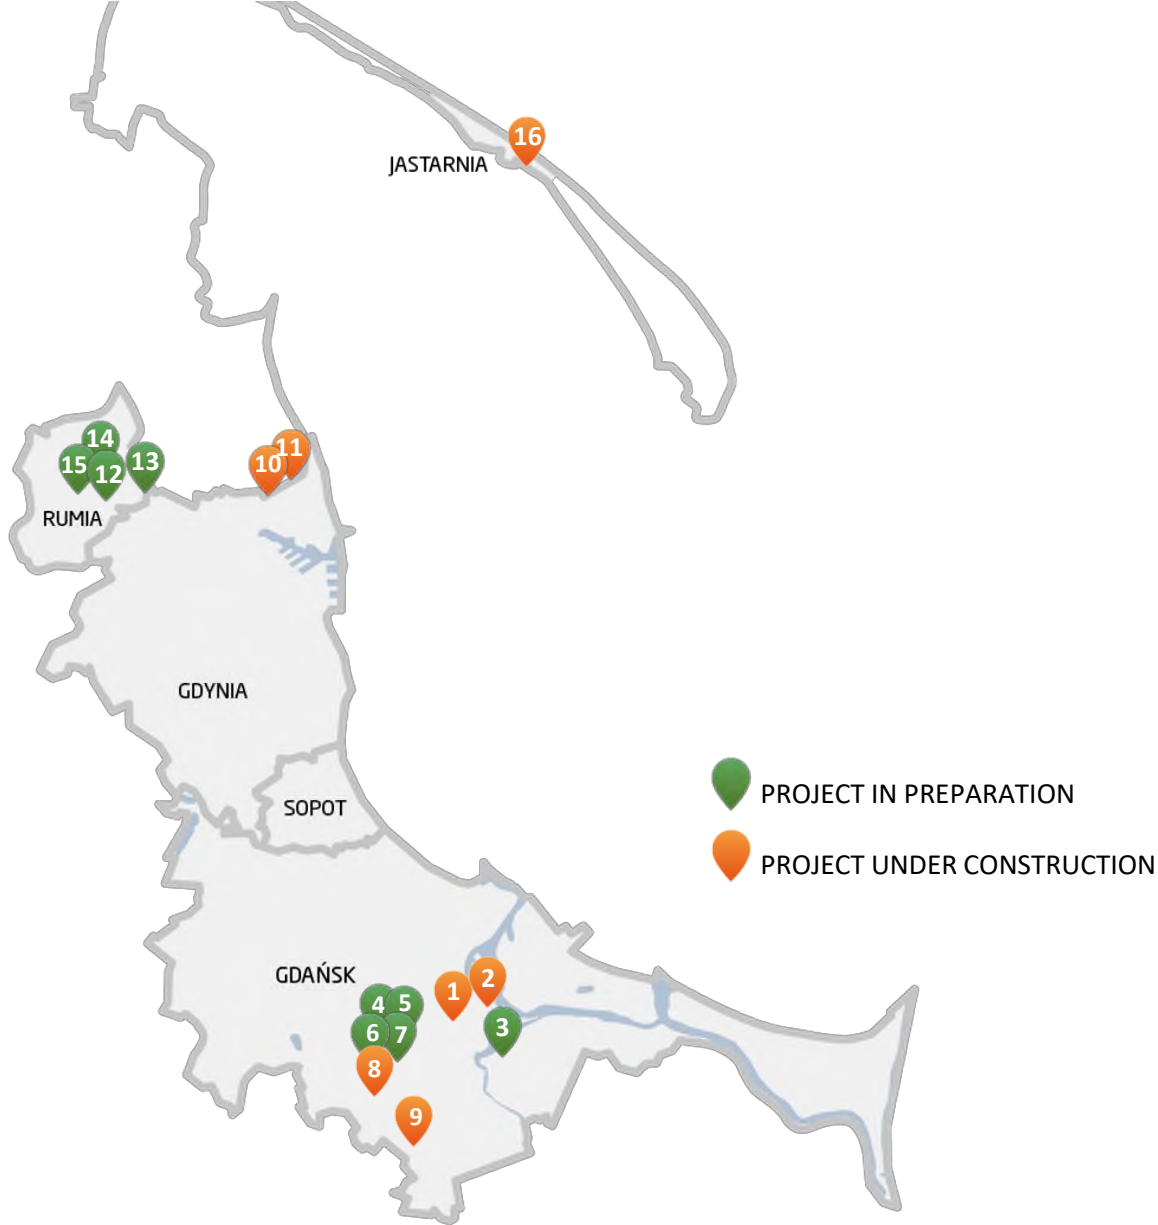 16
JASTARNIA
14
11
15
12
13
10
RUMIA
GDYNIA
SOPOT
PROJECT IN PREPARATION
PROJECT UNDER CONSTRUCTION
GDAŃSK
1
2
4
5
3
6
7
8
9